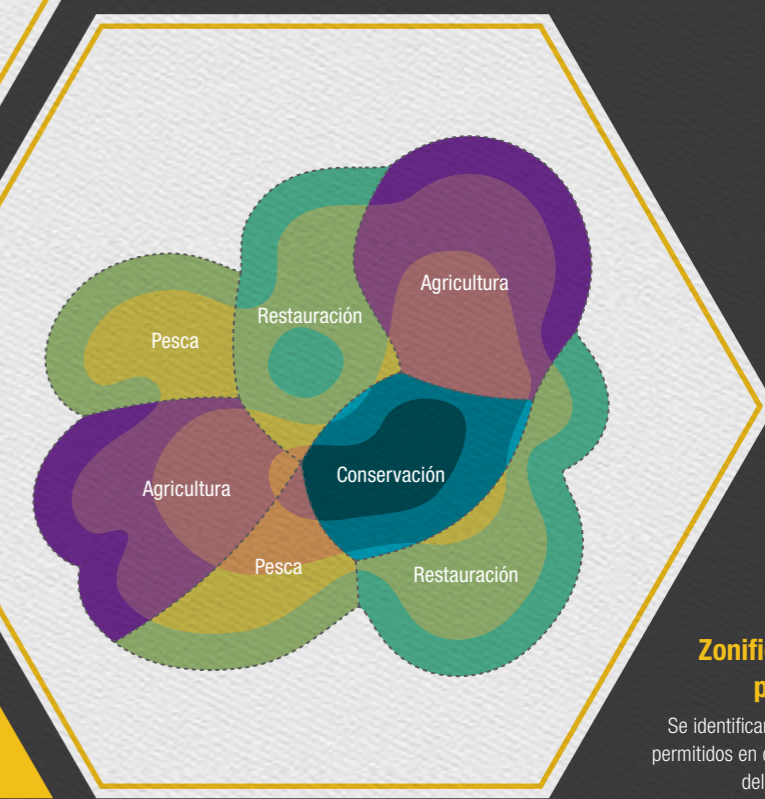 Agricultura
Restauración
Pesca
Conservación
Agricultura
Pesca
Restauración
Se identifican
permitidos en
del